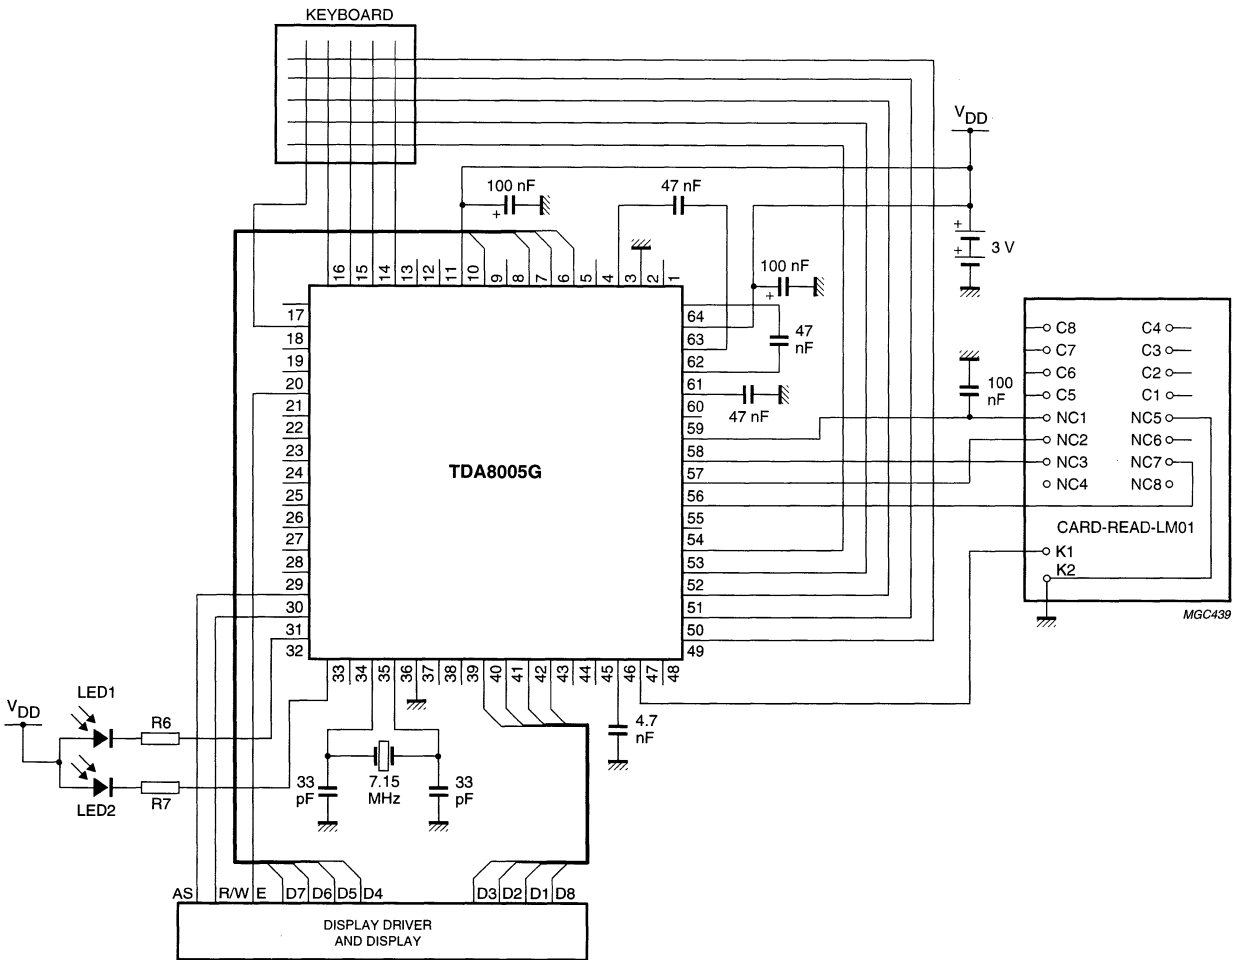 KEYBOARD
V DD
100 nF
+
47 nF
+
+
3 V
16
15
14
13
12
11
10
9
8
7
6
5
4
3
2
1
100 nF
+
17
18
19
20
21
22
23
24
25
26
27
28
29
30
31
32
TDA8005G
64
63
62
61
60
59
58
57
56
55
54
53
52
51
50
49
47
nF
47 nF
100
nF
C8
C4
C7
C3
C6
C2
C5
C1
NC1
NC5
NC2
NC6
NC3
NC7
NC4
NC8
CARD-READ-LM01
K1
K2
MGC439
33
34
35
36
37
38
39
40
41
42
43
44
45
46
47
48
V DD
LED1
R6
LED2
R7
33
pF
7.15
MHz
33
pF
4.7
nF
AS
R/W
E
D7
D6
D5
D4
D3
D2
D1
D8
DISPLAY DRIVER
AND DISPLAY